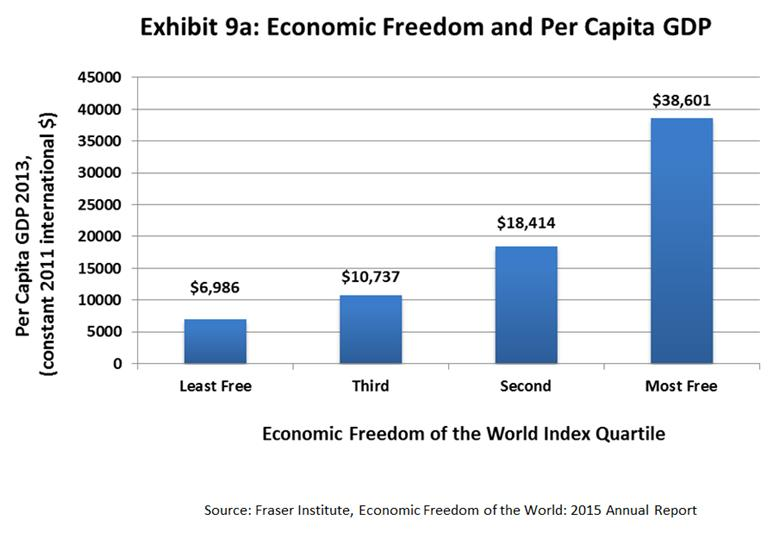 Exhibit 9a: Economic Freedom and Per Capita GDP
Per Capita GDP 2013,
(constant 2011 international $)
45000
40000
35000
30000
25000
20000
15000
10000
5000
0
$6,986
$10,737
$18,414
$38,601
Least Free
Third
Second
Most Free
Economic Freedom of the World Index Quartile
Source: Fraser Institute, Economic Freedom of the World: 2015 Annual Report